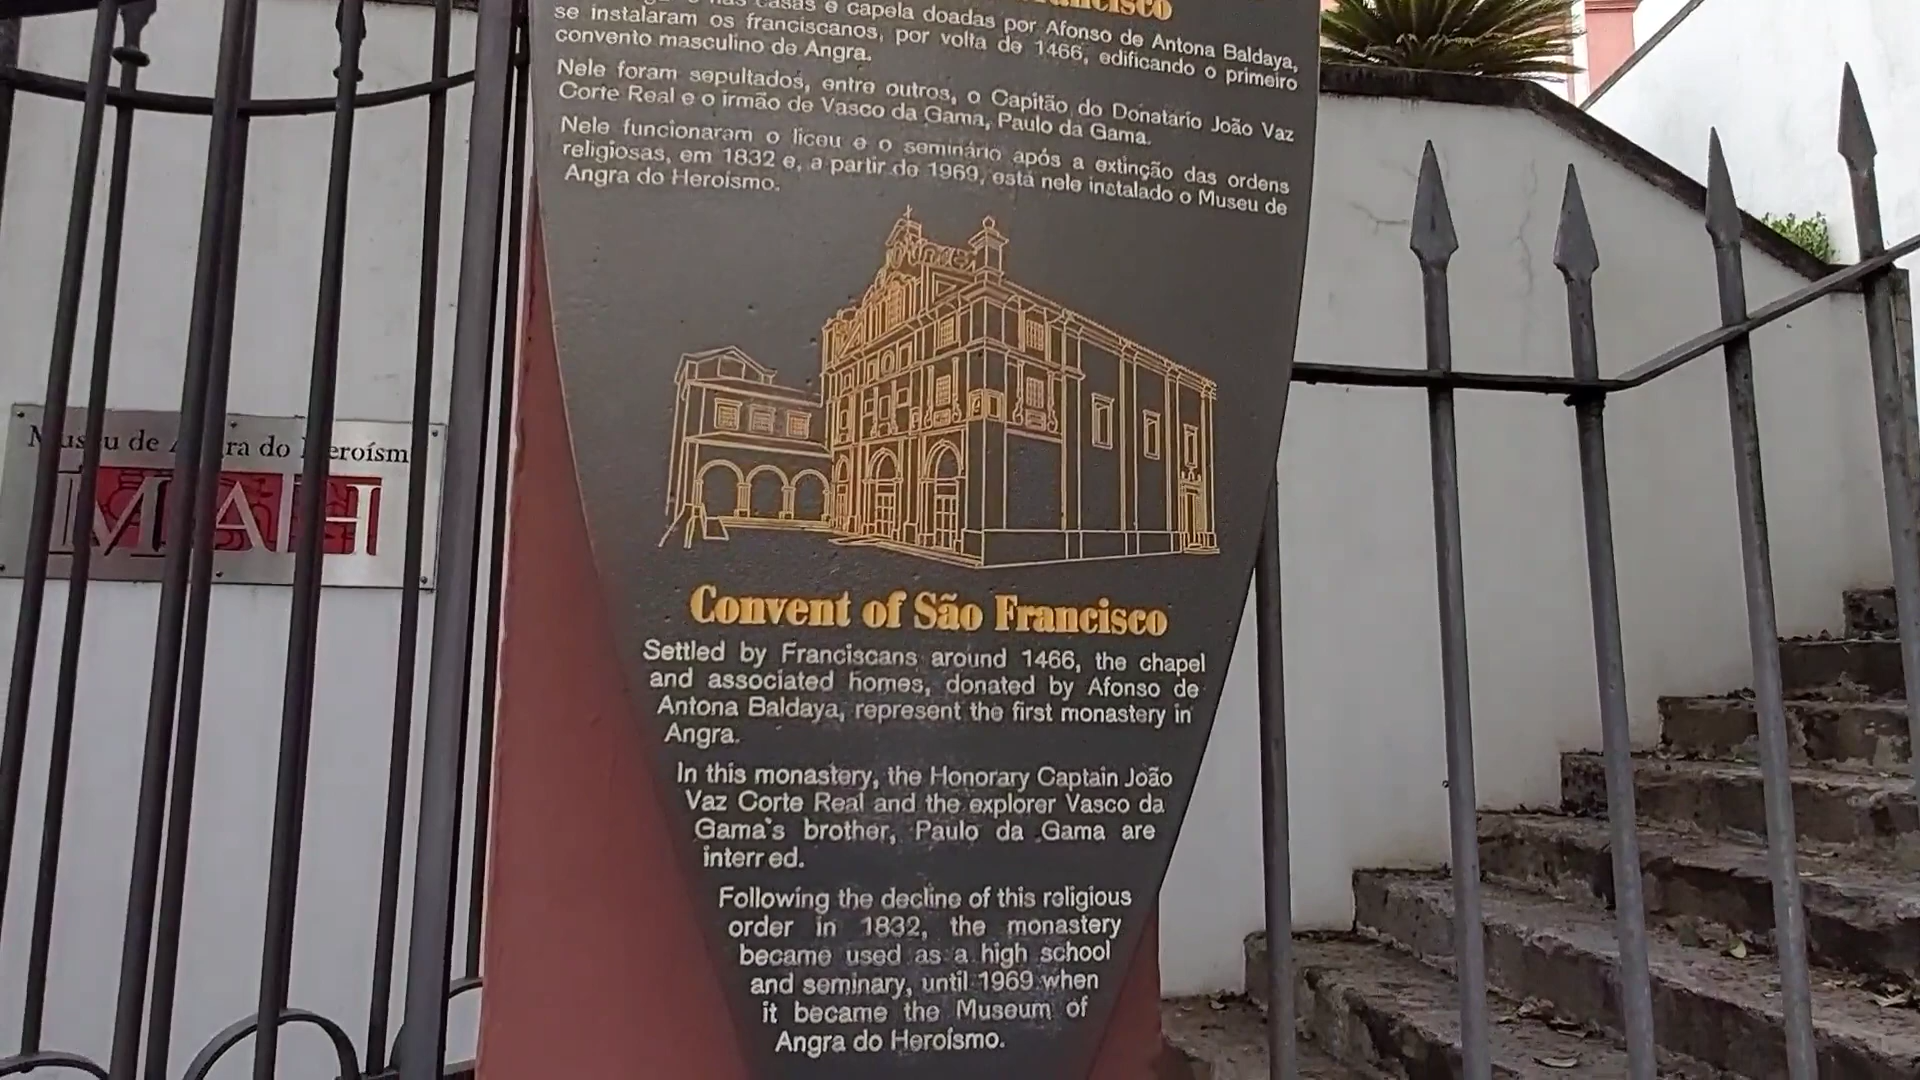 Francisco
nas casas e capela doadas por Afonso de Antona Baldaya,
se instalaram os franciscanos, por volta de 1466, edificando o primeiro
convento masculino de Angra.
Nele foram sepultados, entre outros, o Capitão do Donatário João Vaz
Corte Real e o irmão de Vasco da Gama, Paulo da Gama.
Nele funcionaram o liceu e o seminário após a extinção das ordens
religiosas, em 1832 e, a partir de 1969, está nele instalado o Museu de
Angra do Heroísmo.
Museu de Angra do Heroísm
MAH
Convent of São Francisco
Settled by Franciscans around 1466, the chapel
and associated homes, donated by Afonso de
Antona Baldaya, represent the first monastery in
Angra.
In this monastery, the Honorary Captain João
Vaz Corte Real and the explorer Vasco da
Gama's brother, Paulo da Gama are
interr ed.
Following the decline of this religious
order in 1832, the monastery
became used as a high school
and seminary, until 1969 when
it became the Museum of
Angra do Heroísmo.